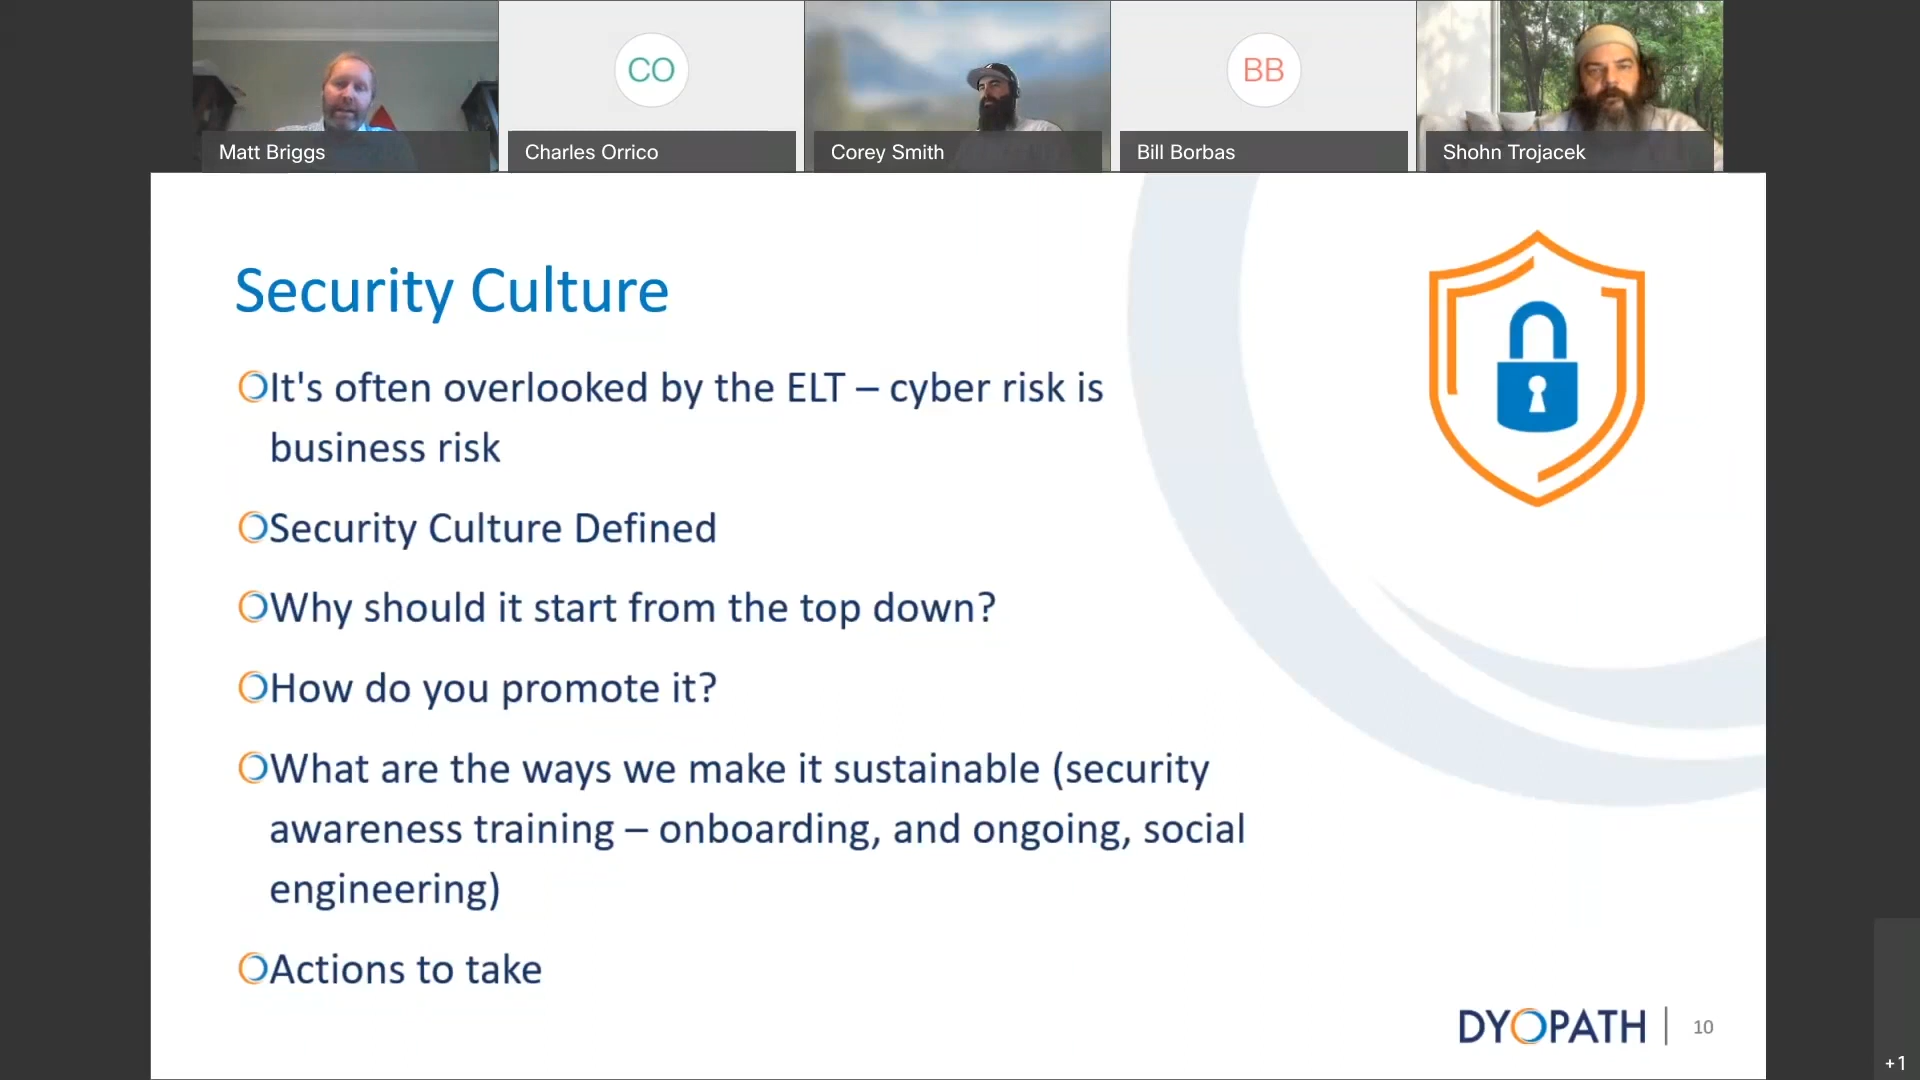 Matt Briggs
CO
Charles Orrico
Corey Smith
BB
Bill Borbas
Shohn Trojacek
Security Culture
It's often overlooked by the ELT – cyber risk is
business risk
Security Culture Defined
Why should it start from the top down?
How do you promote it?
What are the ways we make it sustainable (security
awareness training – onboarding, and ongoing, social
engineering)
Actions to take
DYOPATH
10
+1